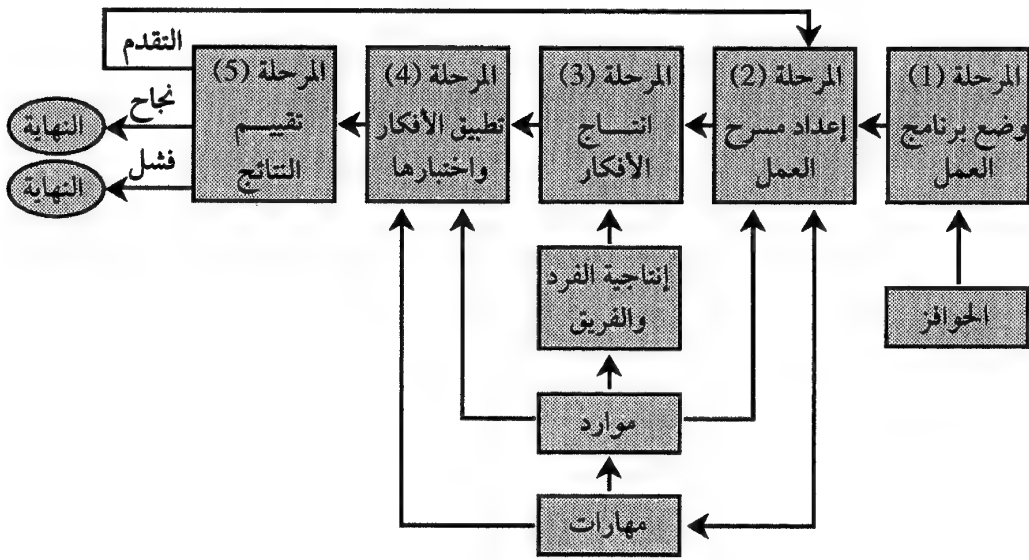 التقدم
المرحلة (1)
وضع برنامج
العمل
المرحلة (2)
إعداد مسرح
العمل
المرحلة (3)
انتاج
الأفكار
المرحلة (4)
تطبيق الأفكار
واختبارها
المرحلة (5)
تقييم
النتائج
نجاح
النهاية
فشل
النهاية
الحوافز
إنتاجية الفرد
والفريق
موارد
مهارات